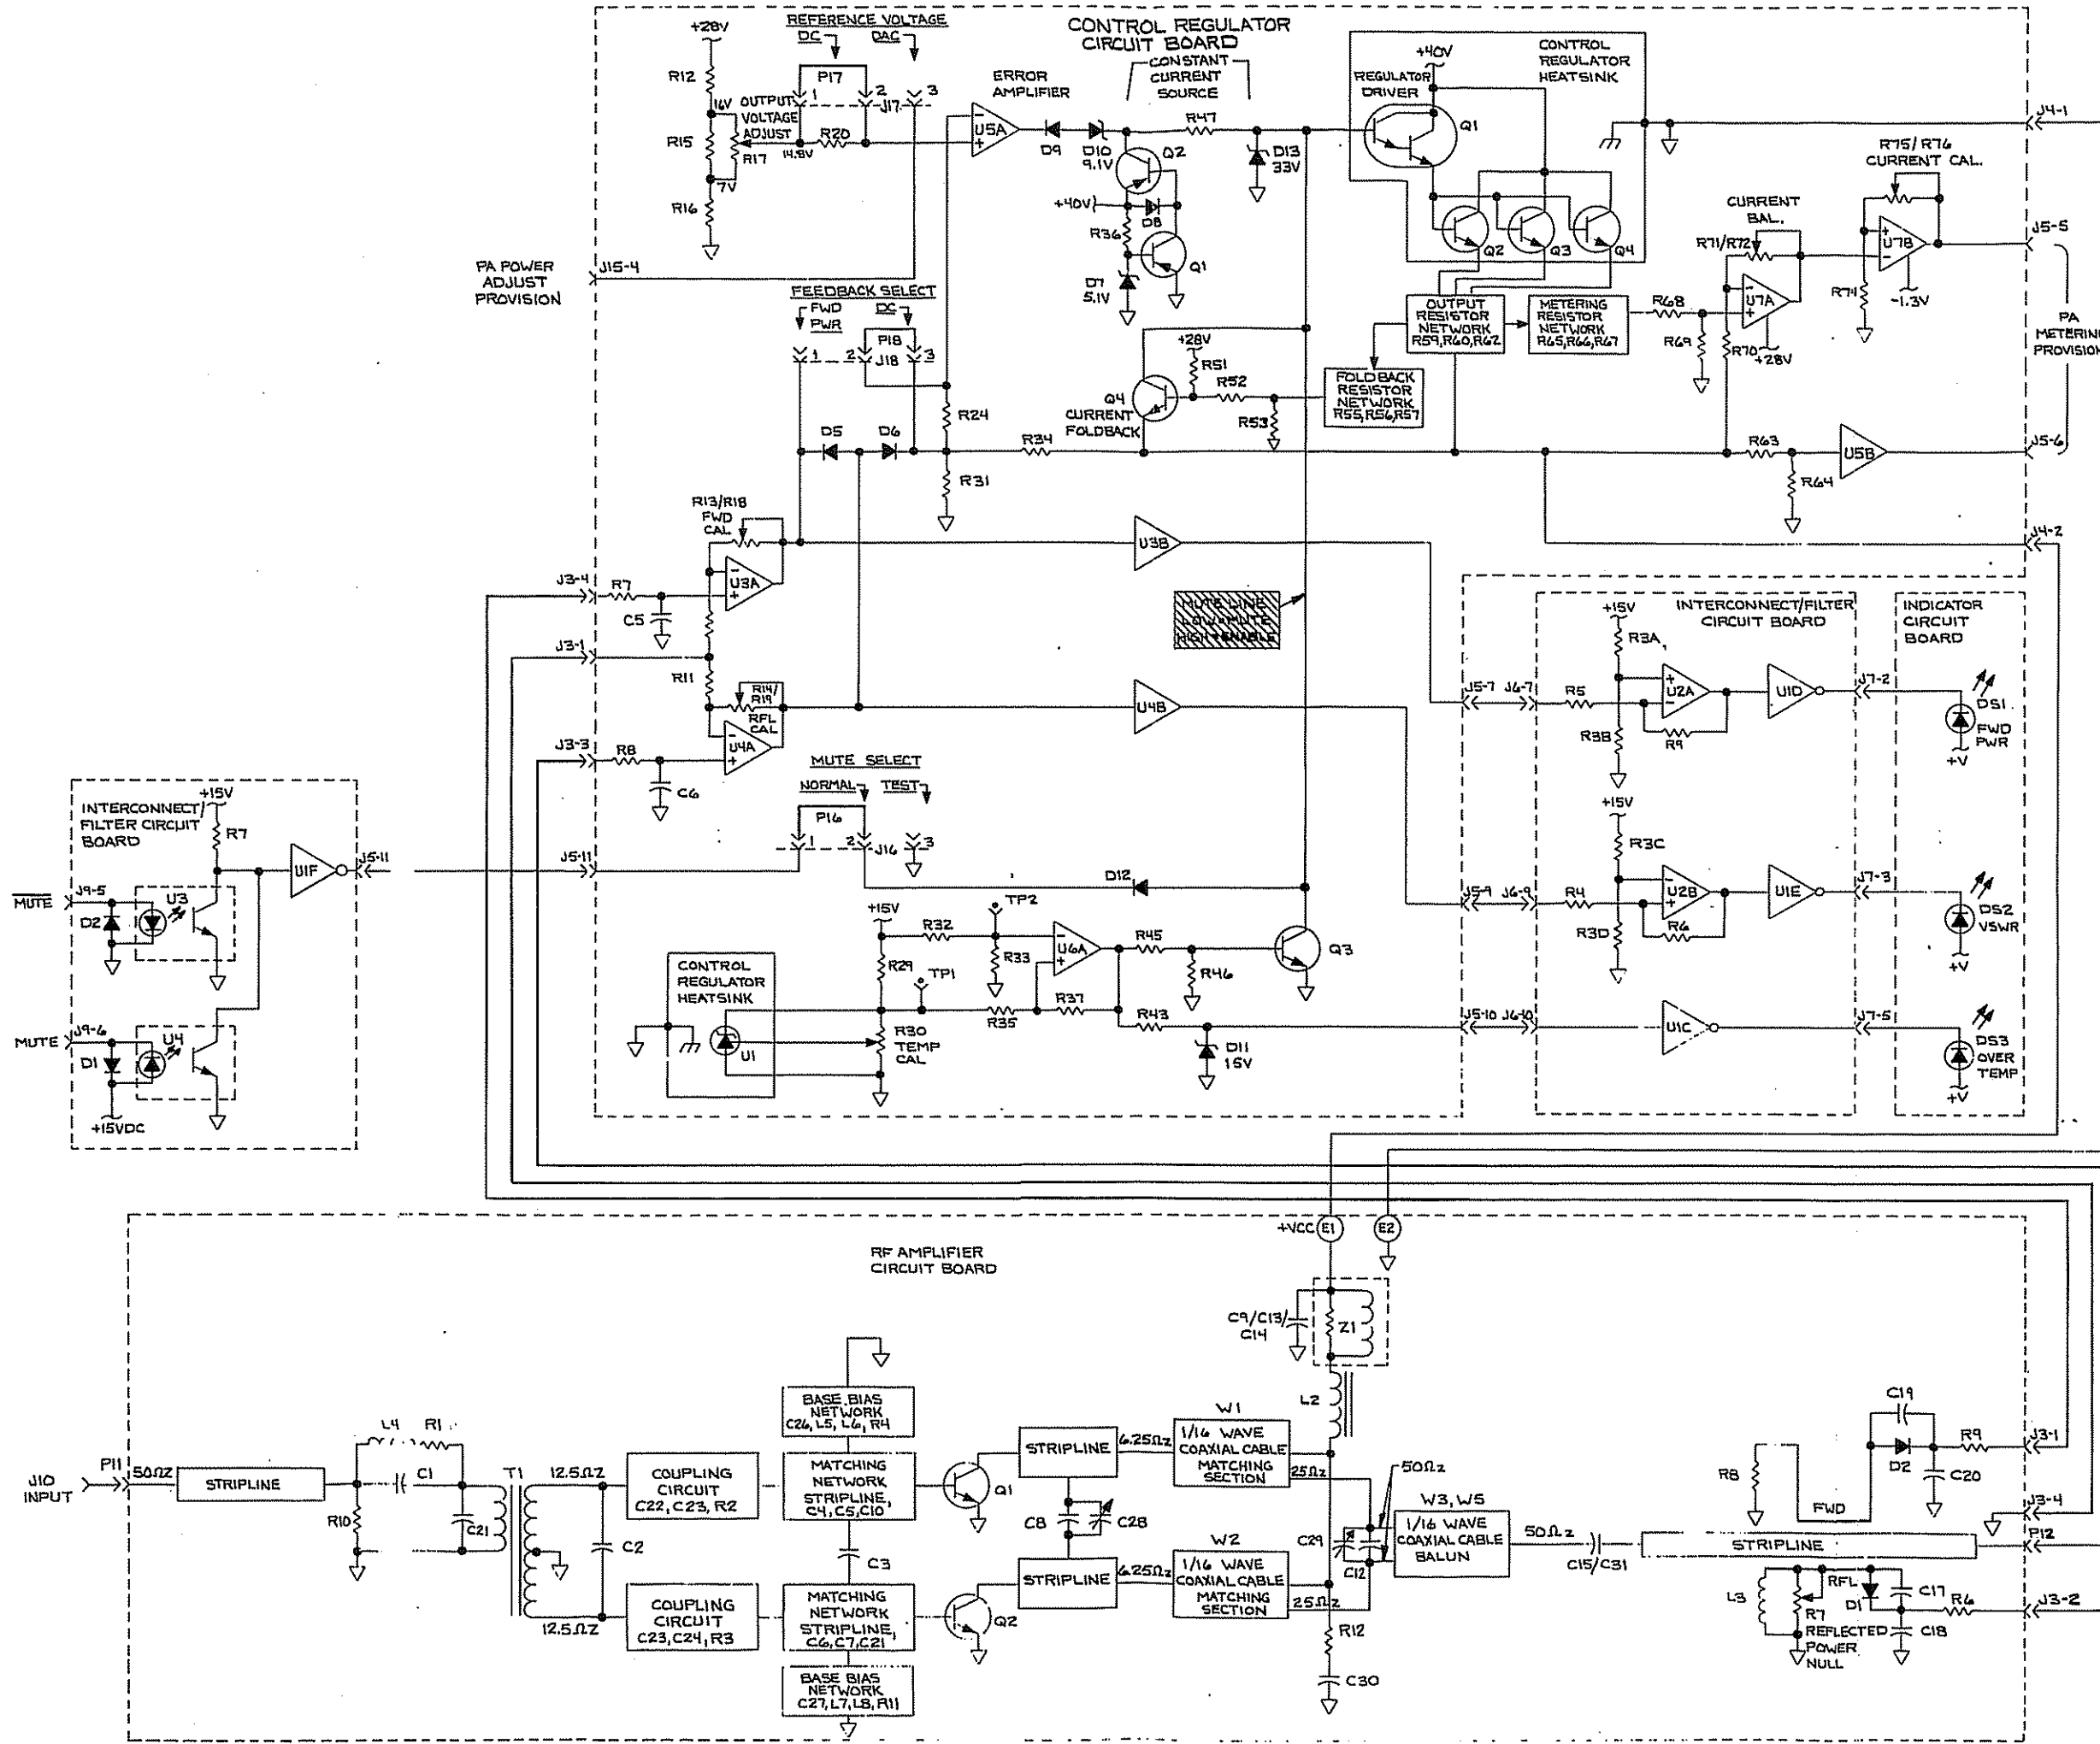 REFERENCE VOLTAGE
DC
DAC
+28V
R12
16V
OUTPUT
VOLTAGE
ADJUST
R15
R17
14.8V
7V
R16
P17
1
2
J17
3
R20
CONTROL REGULATOR
CIRCUIT BOARD
ERROR
AMPLIFIER
U5A
-
+
CONSTANT
CURRENT
SOURCE
D9
D10
9.1V
R47
Q2
D13
33V
+40V
D8
R36
Q1
D7
5.1V
+40V
REGULATOR
DRIVER
Q1
CONTROL
REGULATOR
HEATSINK
Q2
Q3
Q4
J4-1
R75/R76
CURRENT CAL.
CURRENT
BAL.
R71/R72
U7B
+
-
-1.3V
R74
U7A
-
+
+28V
R68
R69
R70
J5-5
PA
METERING
PROVISION
J5-6
PA POWER
ADJUST
PROVISION
J15-4
FEEDBACK SELECT
FWD
PWR
DC
1
2
P18
J18
3
R24
D5
D6
R34
R31
OUTPUT
RESISTOR
NETWORK
R59,R60,R62
METERING
RESISTOR
NETWORK
R65,R66,R67
+28V
R51
R52
R53
FOLDBACK
RESISTOR
NETWORK
R55,R56,R57
Q4
CURRENT
FOLDBACK
R63
R64
U5B
J4-2
R13/R18
FWD
CAL
U3A
-
+
J3-4
R7
C5
J3-1
R11
R14/
R19
RFL
CAL
U4A
-
+
J3-3
R8
C6
U3B
U4B
MUTE LINE
LOW = MUTE
HIGH = ENABLE
J5-7
J6-7
INTERCONNECT/FILTER
CIRCUIT BOARD
+15V
R3A
R5
U2A
+
-
R9
R3B
U1D
J7-2
INDICATOR
CIRCUIT
BOARD
DS1
FWD
PWR
+V
+15V
R3C
J5-9
J6-9
R4
U2B
-
+
R6
R3D
U1E
J7-3
DS2
VSWR
+V
J5-10
J6-10
U1C
J7-5
DS3
OVER
TEMP
+V
MUTE SELECT
NORMAL
TEST
P16
1
2
J16
3
J5-11
D12
INTERCONNECT/
FILTER CIRCUIT
BOARD
+15V
R7
U1F
J5-11
MUTE
J9-5
D2
U3
MUTE
J9-6
D1
U4
+15VDC
+15V
R32
TP2
R33
R29
TP1
U6A
-
+
R45
R46
Q3
R35
R37
R43
D11
15V
CONTROL
REGULATOR
HEATSINK
U1
R30
TEMP
CAL
+VCC
E1
E2
RF AMPLIFIER
CIRCUIT BOARD
C9/C13/
C14
Z1
L2
J10
INPUT
P11
50ΩZ
STRIPLINE
L4
R1
C1
R10
C21
T1
12.5ΩZ
12.5ΩZ
C2
COUPLING
CIRCUIT
C22, C23, R2
COUPLING
CIRCUIT
C23, C24, R3
BASE BIAS
NETWORK
C26, L5, L6, R4
MATCHING
NETWORK
STRIPLINE,
C4, C5, C10
C3
MATCHING
NETWORK
STRIPLINE,
C6, C7, C21
BASE BIAS
NETWORK
C27, L7, L8, R11
Q1
Q2
STRIPLINE
C8
C28
STRIPLINE
6.25ΩZ
6.25ΩZ
W1
1/16 WAVE
COAXIAL CABLE
MATCHING
SECTION
25ΩZ
W2
1/16 WAVE
COAXIAL CABLE
MATCHING
SECTION
25ΩZ
R12
C30
50ΩZ
C29
C12
W3, W5
1/16 WAVE
COAXIAL CABLE
BALUN
50ΩZ
C15/C31
STRIPLINE
R8
FWD
C19
D2
R9
C20
J3-1
J3-4
P12
L3
RFL
R7
REFLECTED
POWER
NULL
D1
C17
C18
R6
J3-2